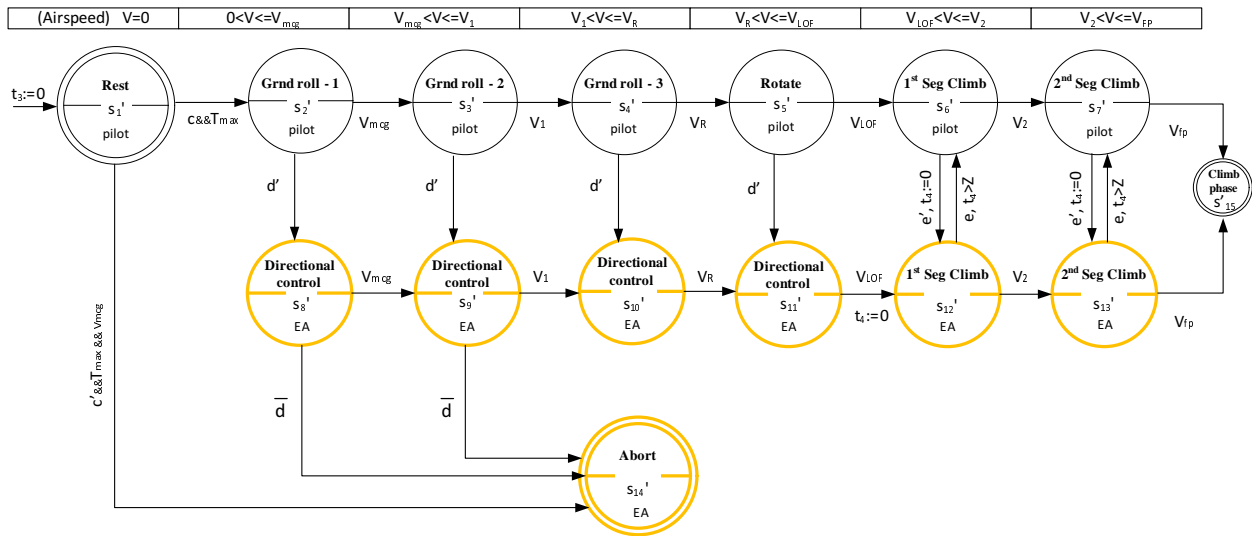 (Airspeed) V=0
0<V<=Vmcg
Vmcg<V<=V1
V1<V<=VR
VR<V<=VLOF
VLOF<V<=V2
V2<V<=VFP
t3:=0
Rest
s1'
pilot
c&&Tmax
Grnd roll - 1
s2'
pilot
Vmcg
Grnd roll - 2
s3'
pilot
V1
Grnd roll - 3
s4'
pilot
VR
Rotate
s5'
pilot
VLOF
1st Seg Climb
s6'
pilot
V2
2nd Seg Climb
s7'
pilot
Vfp
Climb
phase
s'15
d'
d'
d'
d'
e', t4:=0
e, t4>Z
e', t4:=0
e, t4>Z
Directional
control
s8'
EA
Vmcg
Directional
control
s9'
EA
V1
Directional
control
s10'
EA
VR
Directional
control
s11'
EA
VLOF
t4:=0
1st Seg Climb
s12'
EA
V2
2nd Seg Climb
s13'
EA
Vfp
c'&&Tmax && Vmcg
d̅
d̅
Abort
s14'
EA